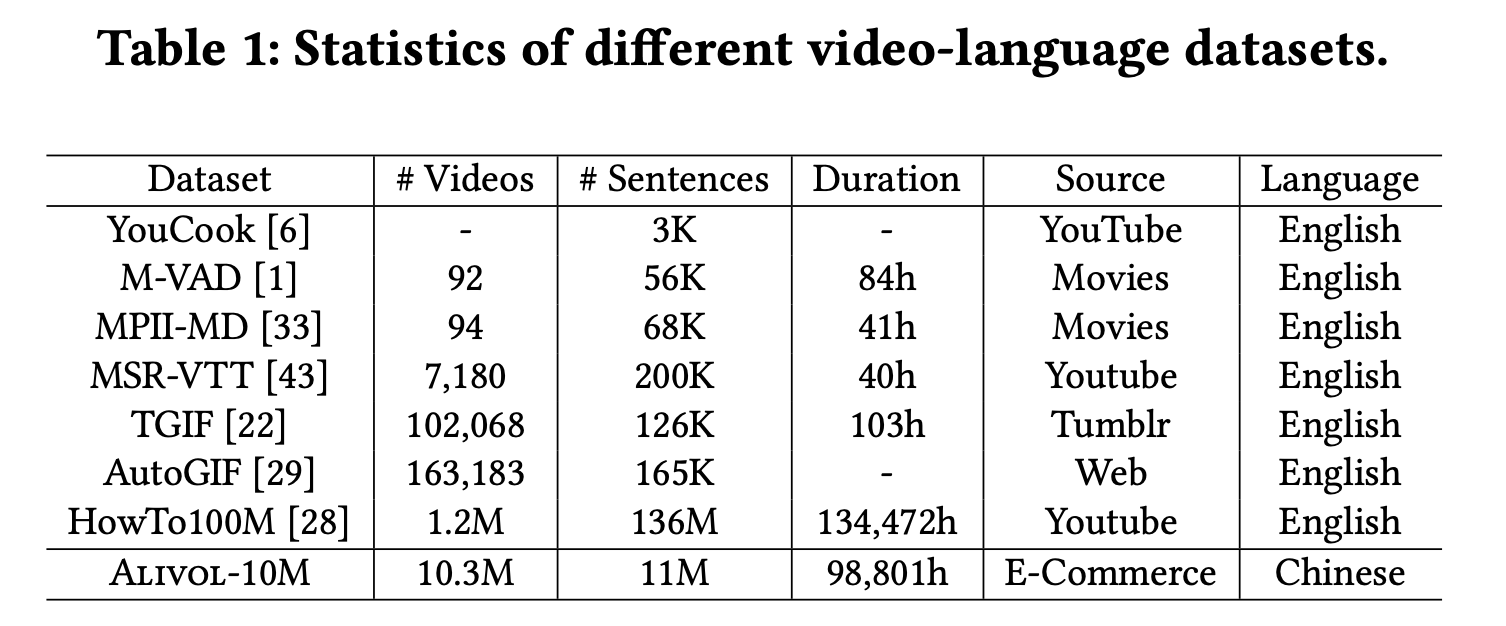 Table 1: Statistics of different video-language datasets.
Dataset # Videos # Sentences Duration Source Language
YouCook [6] - 3K - YouTube English
M-VAD [1] 92 56K 84h Movies English
MPII-MD [33] 94 68K 41h Movies English
MSR-VTT [43] 7,180 200K 40h Youtube English
TGIF [22] 102,068 126K 103h Tumblr English
AutoGIF [29] 163,183 165K - Web English
HowTo100M [28] 1.2M 136M 134,472h Youtube English
Alivol-10M 10.3M 11M 98,801h E-Commerce Chinese